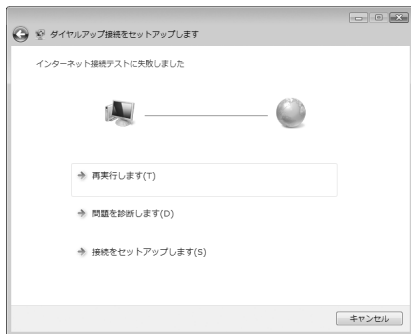 ダイヤルアップ接続をセットアップします
インターネット接続テストに失敗しました
再実行します(T)
問題を診断します(D)
接続をセットアップします(S)
キャンセル